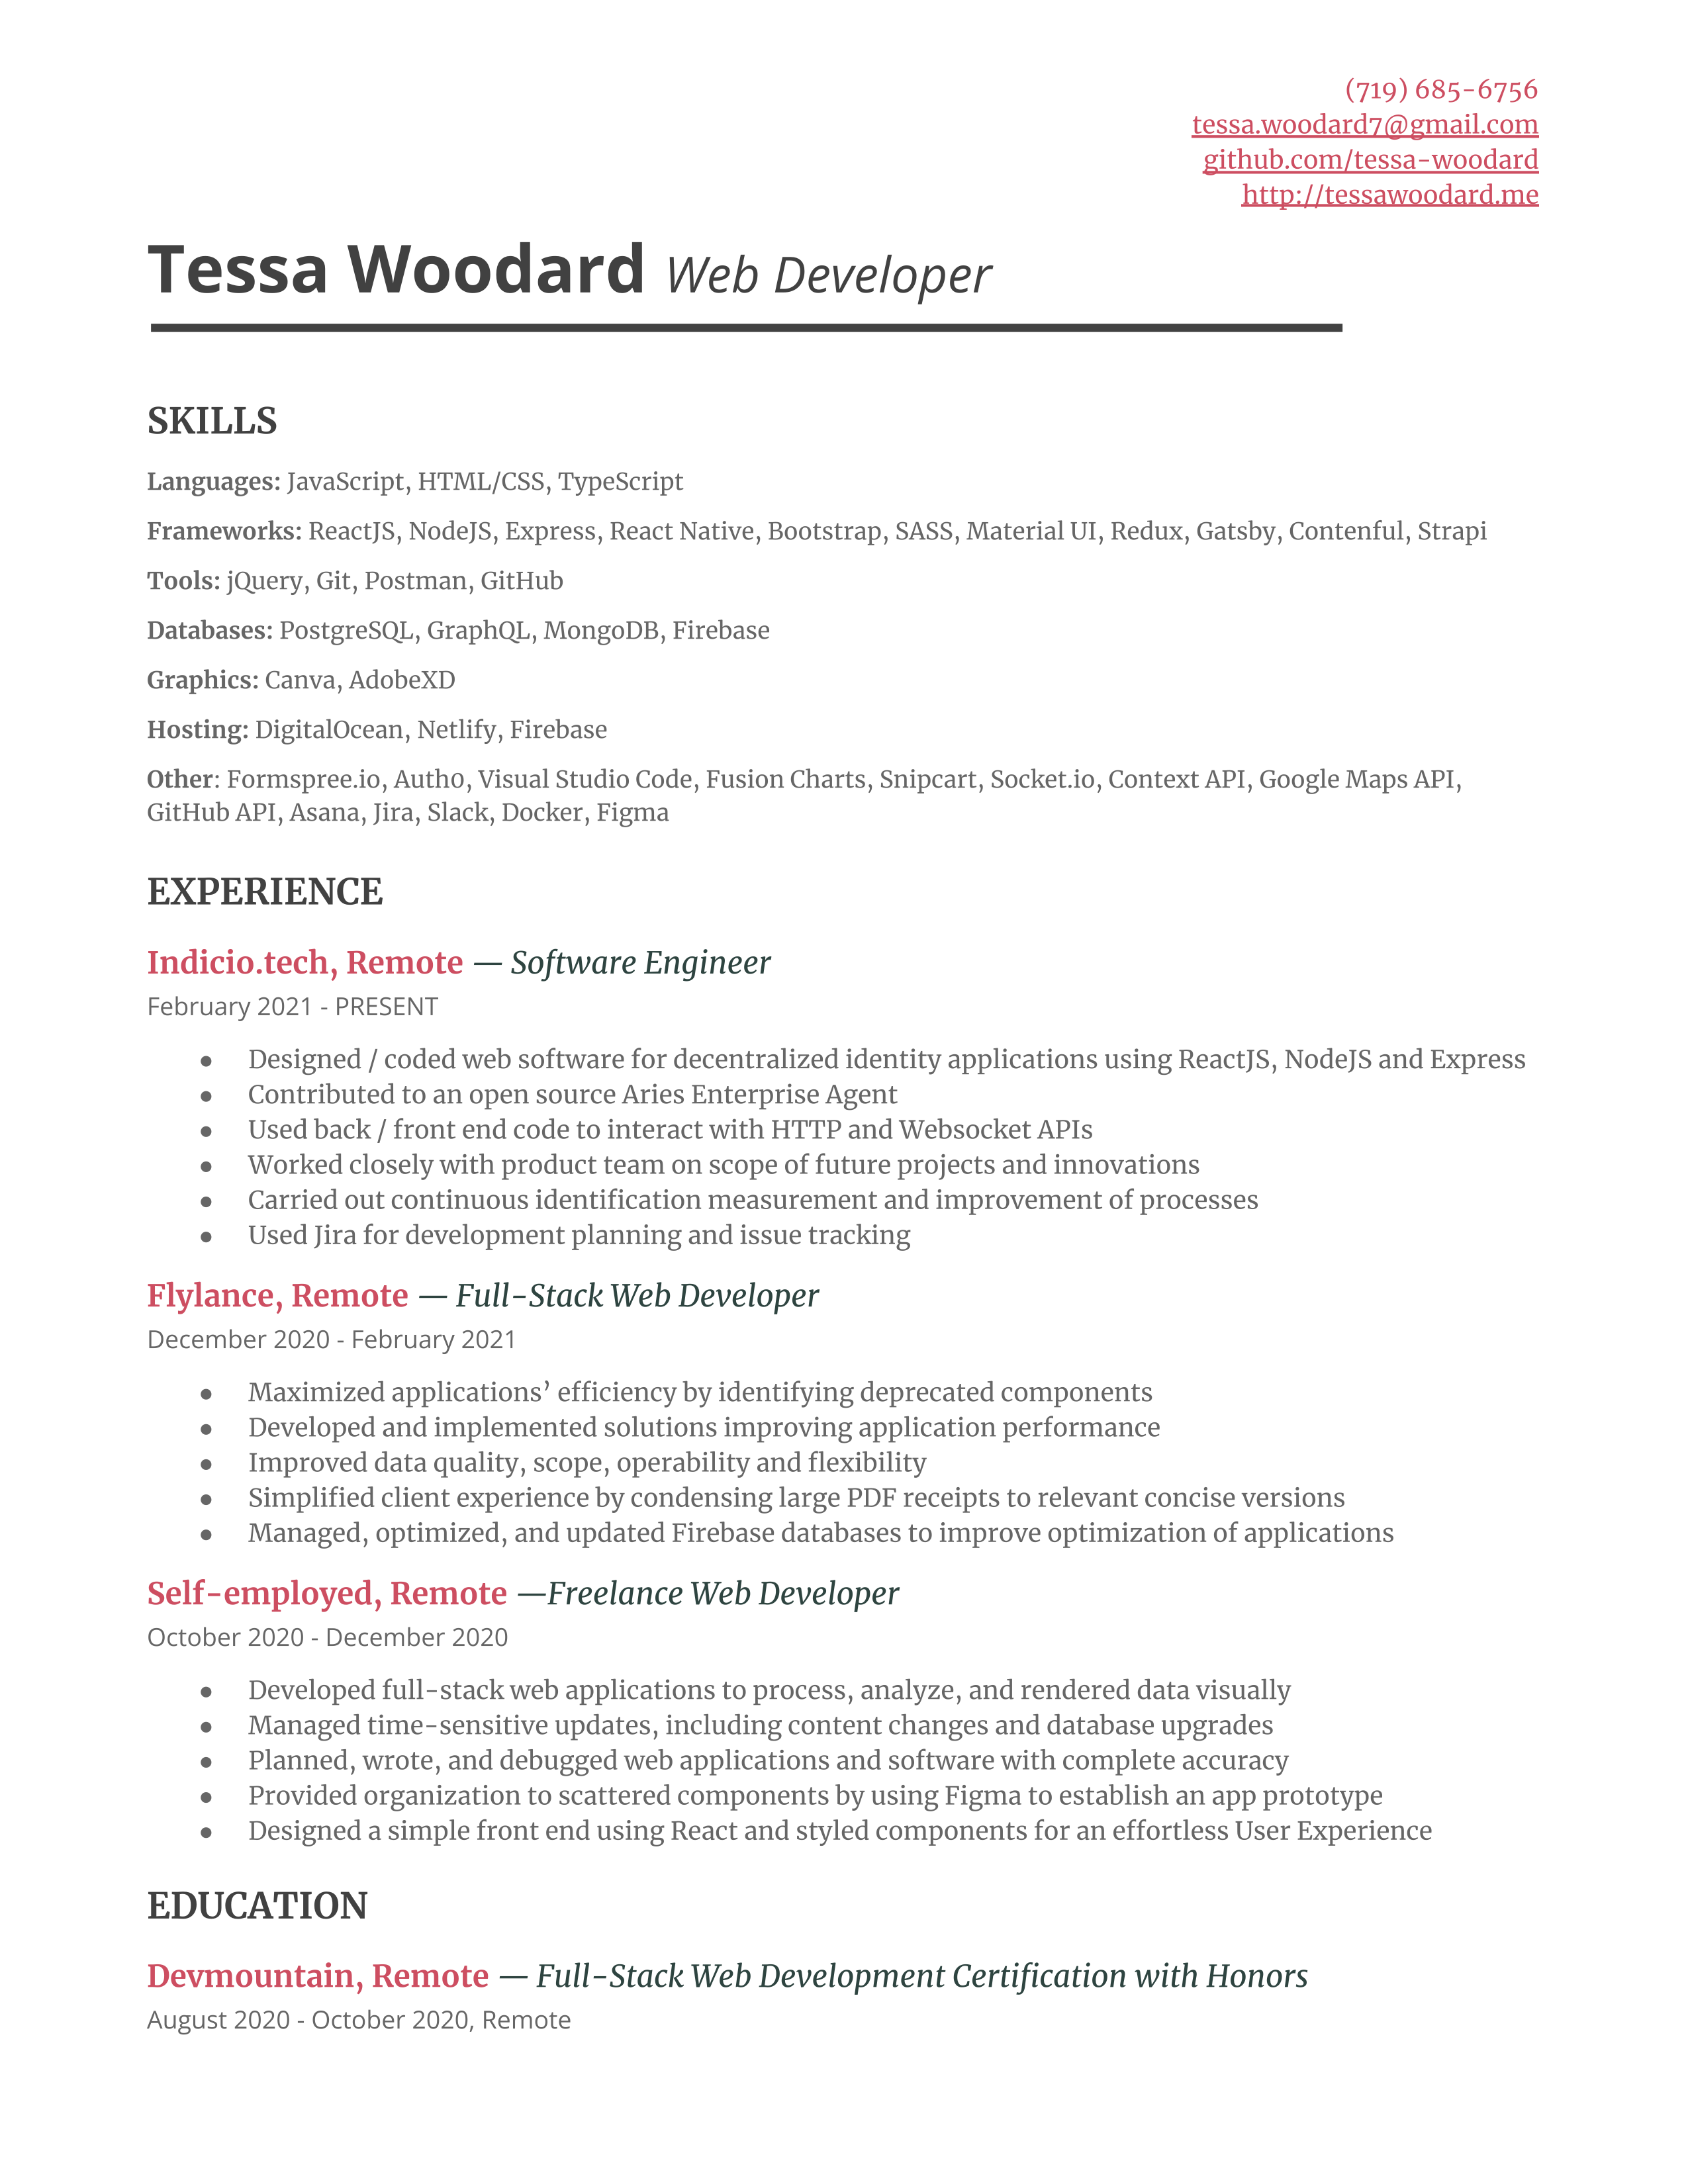 (719) 685-6756
tessa.woodard7@gmail.com
github.com/tessa-woodard
http://tessawoodard.me
Tessa Woodard Web Developer
SKILLS
Languages: JavaScript, HTML/CSS, TypeScript
Frameworks: ReactJS, NodeJS, Express, React Native, Bootstrap, SASS, Material UI, Redux, Gatsby, Contenful, Strapi
Tools: jQuery, Git, Postman, GitHub
Databases: PostgreSQL, GraphQL, MongoDB, Firebase
Graphics: Canva, AdobeXD
Hosting: DigitalOcean, Netlify, Firebase
Other: Formspree.io, Auth0, Visual Studio Code, Fusion Charts, Snipcart, Socket.io, Context API, Google Maps API,
GitHub API, Asana, Jira, Slack, Docker, Figma
EXPERIENCE
Indicio.tech, Remote — Software Engineer
February 2021 - PRESENT
● Designed / coded web software for decentralized identity applications using ReactJS, NodeJS and Express
● Contributed to an open source Aries Enterprise Agent
● Used back / front end code to interact with HTTP and Websocket APIs
● Worked closely with product team on scope of future projects and innovations
● Carried out continuous identification measurement and improvement of processes
● Used Jira for development planning and issue tracking
Flylance, Remote — Full-Stack Web Developer
December 2020 - February 2021
● Maximized applications’ efficiency by identifying deprecated components
● Developed and implemented solutions improving application performance
● Improved data quality, scope, operability and flexibility
● Simplified client experience by condensing large PDF receipts to relevant concise versions
● Managed, optimized, and updated Firebase databases to improve optimization of applications
Self-employed, Remote —Freelance Web Developer
October 2020 - December 2020
● Developed full-stack web applications to process, analyze, and rendered data visually
● Managed time-sensitive updates, including content changes and database upgrades
● Planned, wrote, and debugged web applications and software with complete accuracy
● Provided organization to scattered components by using Figma to establish an app prototype
● Designed a simple front end using React and styled components for an effortless User Experience
EDUCATION
Devmountain, Remote — Full-Stack Web Development Certification with Honors
August 2020 - October 2020, Remote